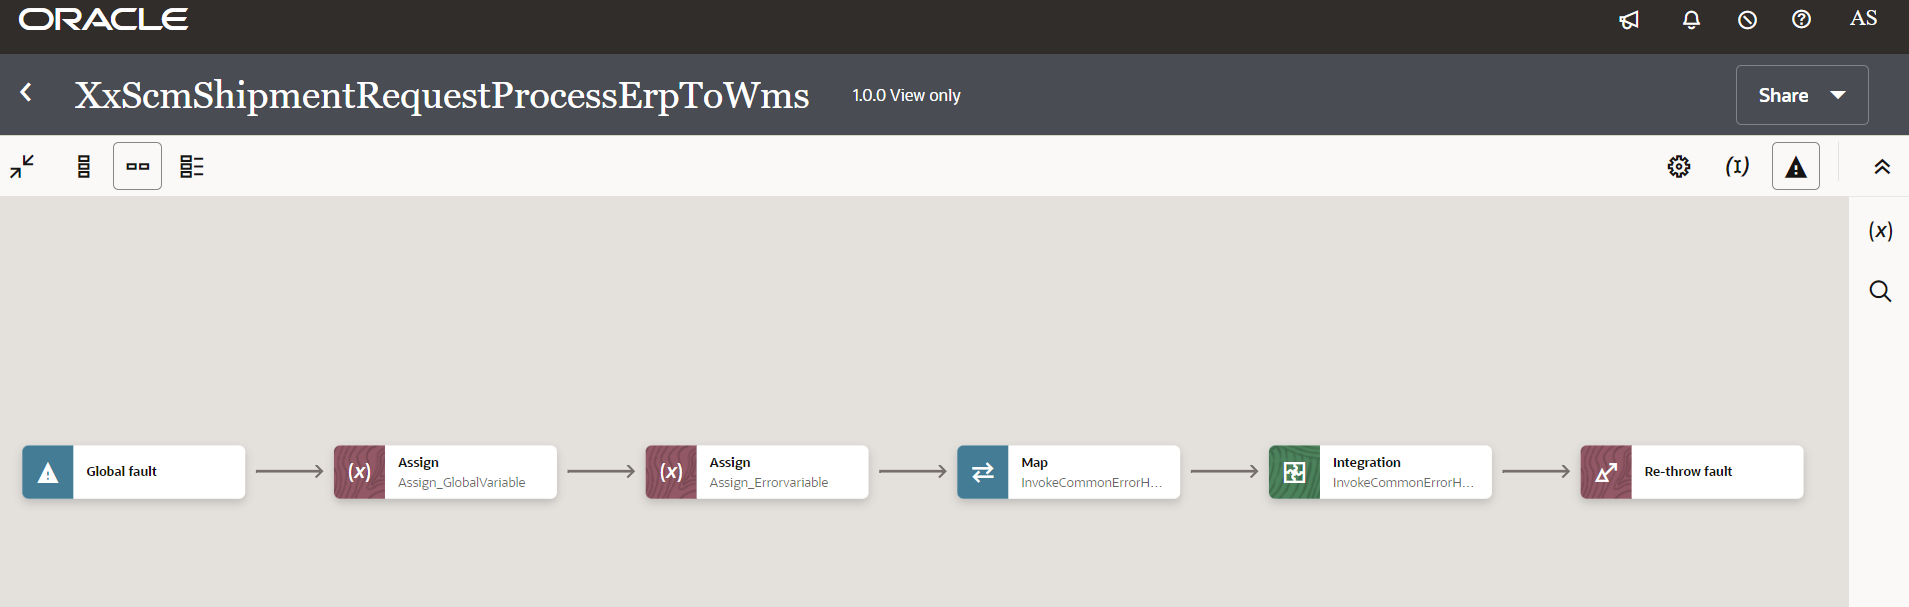 ORACLE
AS
XxScmShipmentRequestProcessErpToWms
1.0.0 View only
Share
(I)
(x)
Global fault
(x)
Assign
Assign_GlobalVariable
(x)
Assign
Assign_Errorvariable
Map
InvokeCommonErrorH...
Integration
InvokeCommonErrorH...
Re-throw fault